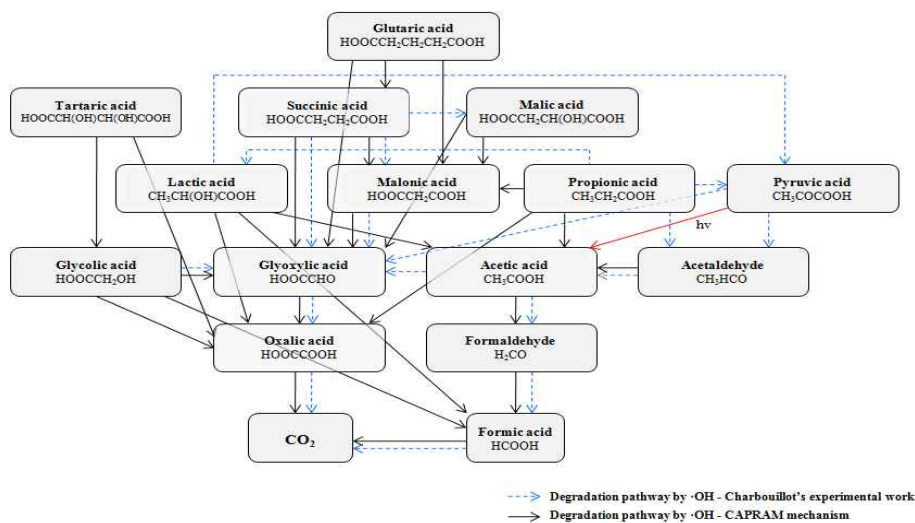 Glutaric acid
HOOCCH₂CH₂CH₂COOH
Tartaric acid
HOOCCH(OH)CH(OH)COOH
Succinic acid
HOOCCH₂CH₂COOH
Malic acid
HOOCCH₂CH(OH)COOH
Lactic acid
CH₃CH(OH)COOH
Malonic acid
HOOCCH₂COOH
Propionic acid
CH₃CH₂COOH
Pyruvic acid
CH₃COCOOH
hν
Glycolic acid
HOOCCH₂OH
Glyoxylic acid
HOOCCHO
Acetic acid
CH₃COOH
Acetaldehyde
CH₃HCO
Oxalic acid
HOOCCOOH
Formaldehyde
H₂CO
CO₂
Formic acid
HCOOH
Degradation pathway by ·OH - Charbouillot's experimental work
Degradation pathway by ·OH - CAPRAM mechanism